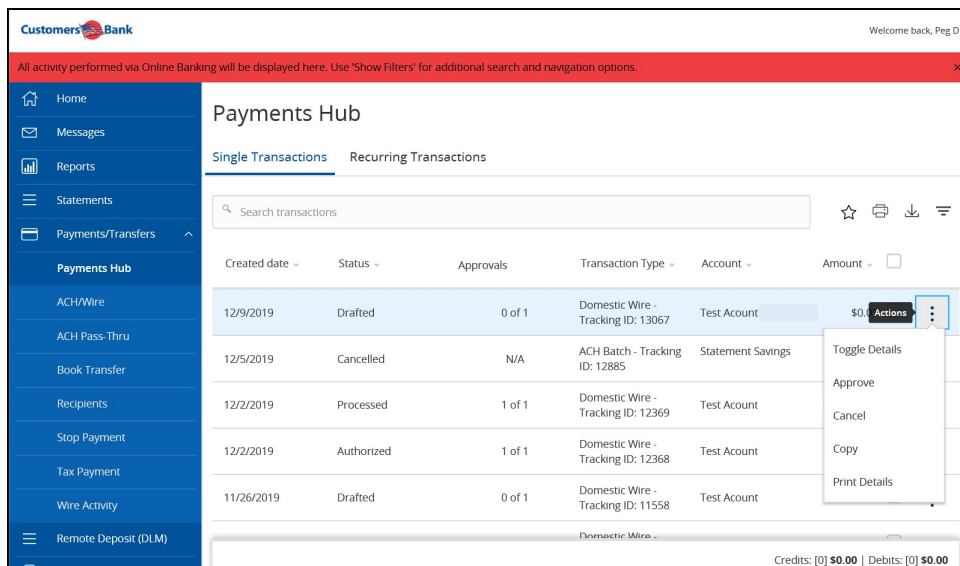 Customers Bank
Welcome back, Peg D
All activity performed via Online Banking will be displayed here. Use 'Show Filters' for additional search and navigation options.
Home
Messages
Reports
Statements
Payments/Transfers
Payments Hub
ACH/Wire
ACH Pass-Thru
Book Transfer
Recipients
Stop Payment
Tax Payment
Wire Activity
Remote Deposit (DLM)
Payments Hub
Single Transactions Recurring Transactions
Search transactions
Created date Status Approvals Transaction Type Account Amount
12/9/2019 Drafted 0 of 1 Domestic Wire - Tracking ID: 13067 Test Acount $0.0 Actions
12/5/2019 Cancelled N/A ACH Batch - Tracking ID: 12885 Statement Savings
12/2/2019 Processed 1 of 1 Domestic Wire - Tracking ID: 12369 Test Acount
12/2/2019 Authorized 1 of 1 Domestic Wire - Tracking ID: 12368 Test Acount
11/26/2019 Drafted 0 of 1 Domestic Wire - Tracking ID: 11558 Test Acount
Domestic Wire -
Toggle Details
Approve
Cancel
Copy
Print Details
Credits: [0] $0.00 | Debits: [0] $0.00